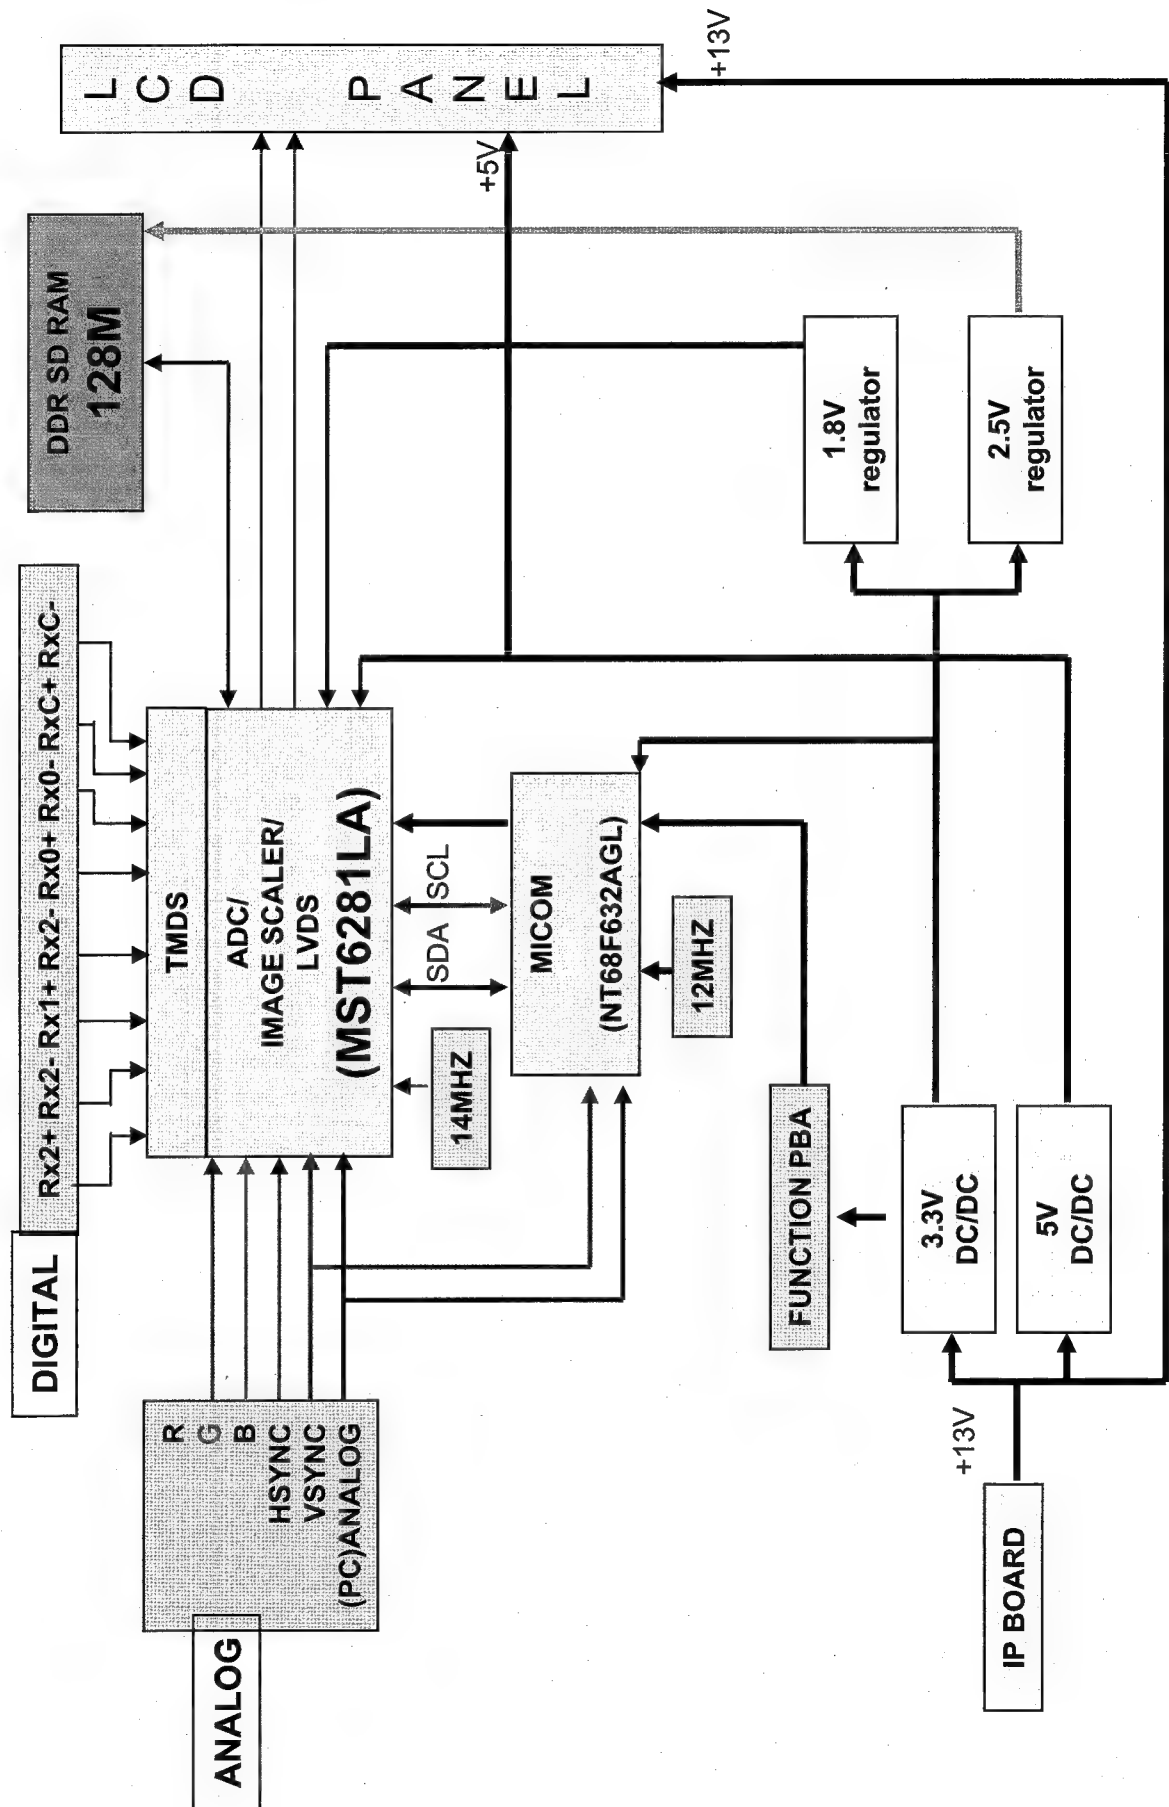 DIGITAL
Rx2+ Rx2- Rx1+ Rx2- Rx0+ Rx0- RxC+ RxC-
DDR SD RAM
128M
LCD PANEL
ANALOG
R
G
B
HSYNC
VSYNC
(PC)ANALOG
TMDS
ADC/
IMAGE SCALER/
LVDS
(MST6281LA)
14MHZ
SDA
SCL
MICOM
(NT68F632AGL)
12MHZ
+5V
+13V
FUNCTION PBA
1.8V
regulator
2.5V
regulator
3.3V
DC/DC
5V
DC/DC
+13V
IP BOARD